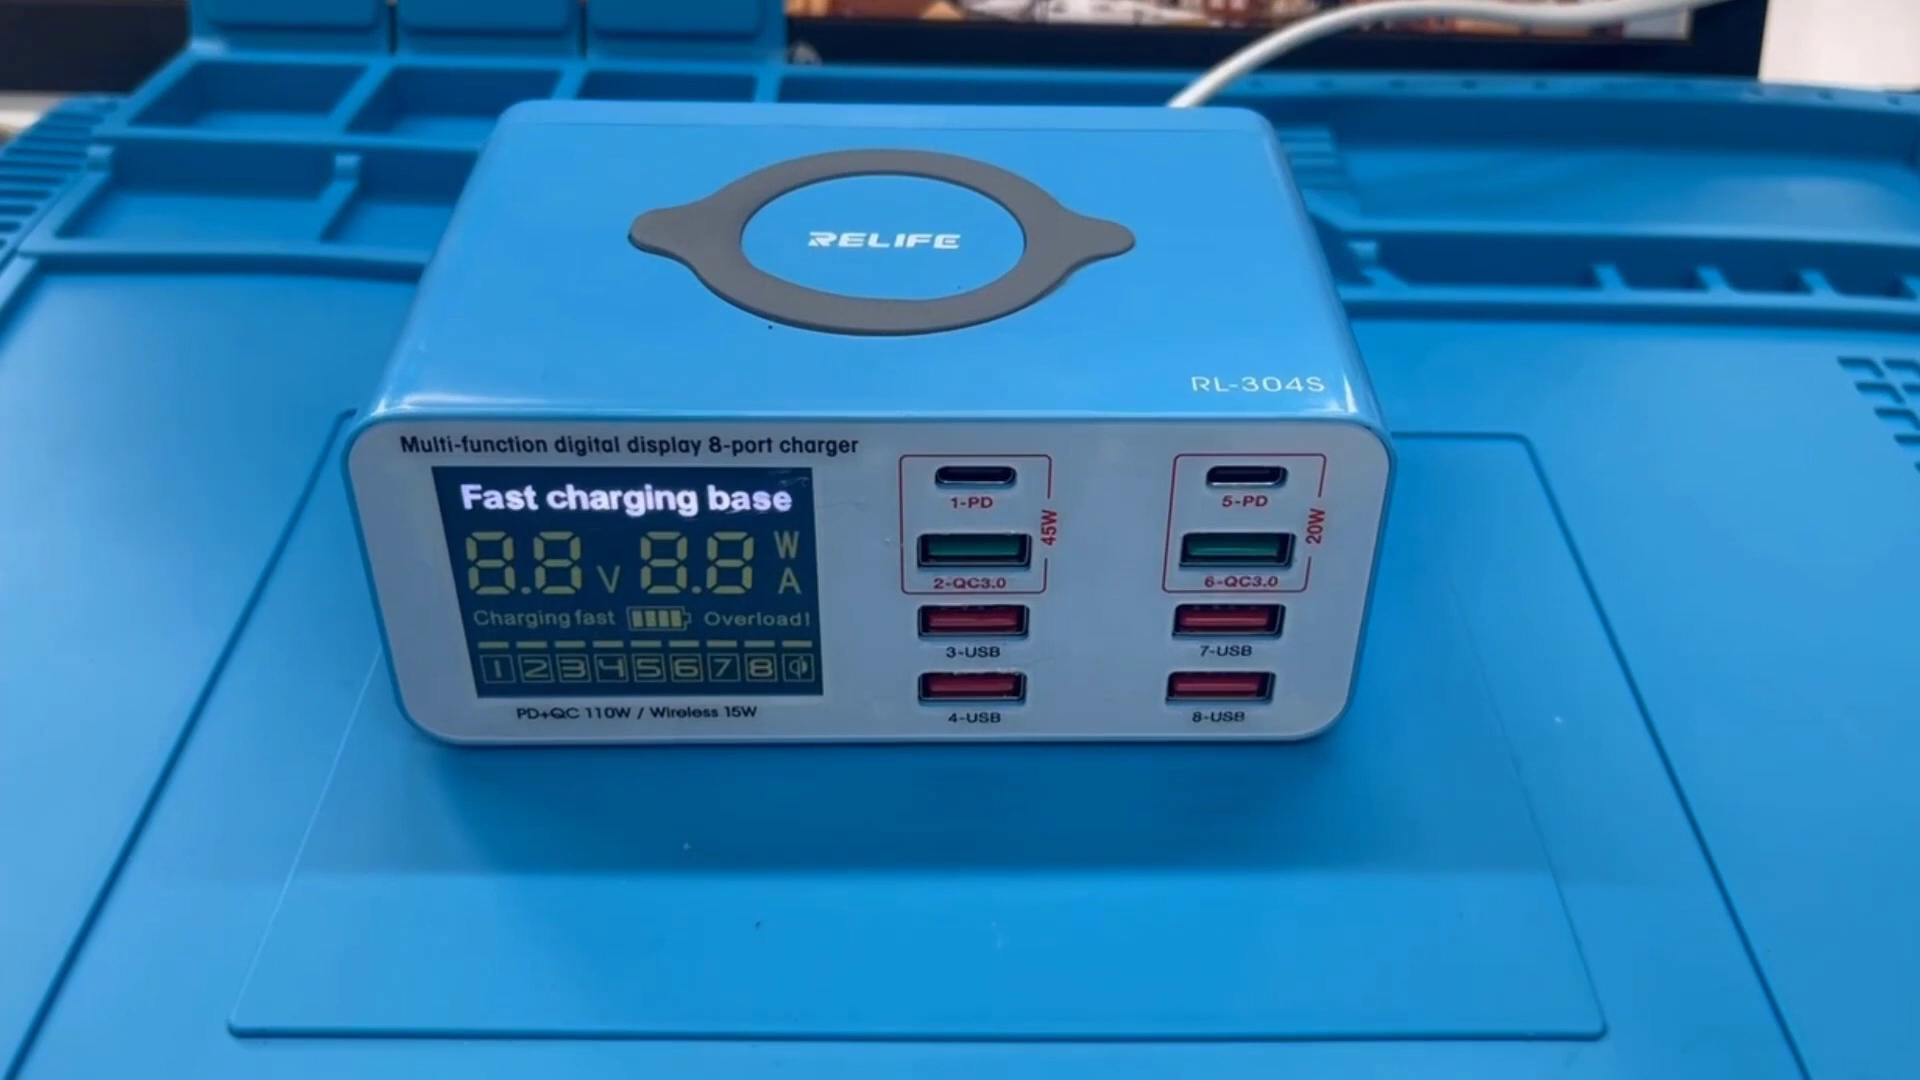 RELIFE
RL-304S
Multi-function digital display 8-port charger
Fast charging base
8.8 V 8.8 W A
Charging fast Overload!
1 2 3 4 5 6 7 8
PD+QC 110W / Wireless 15W
1-PD
45W
2-QC3.0
3-USB
4-USB
5-PD
20W
6-QC3.0
7-USB
8-USB